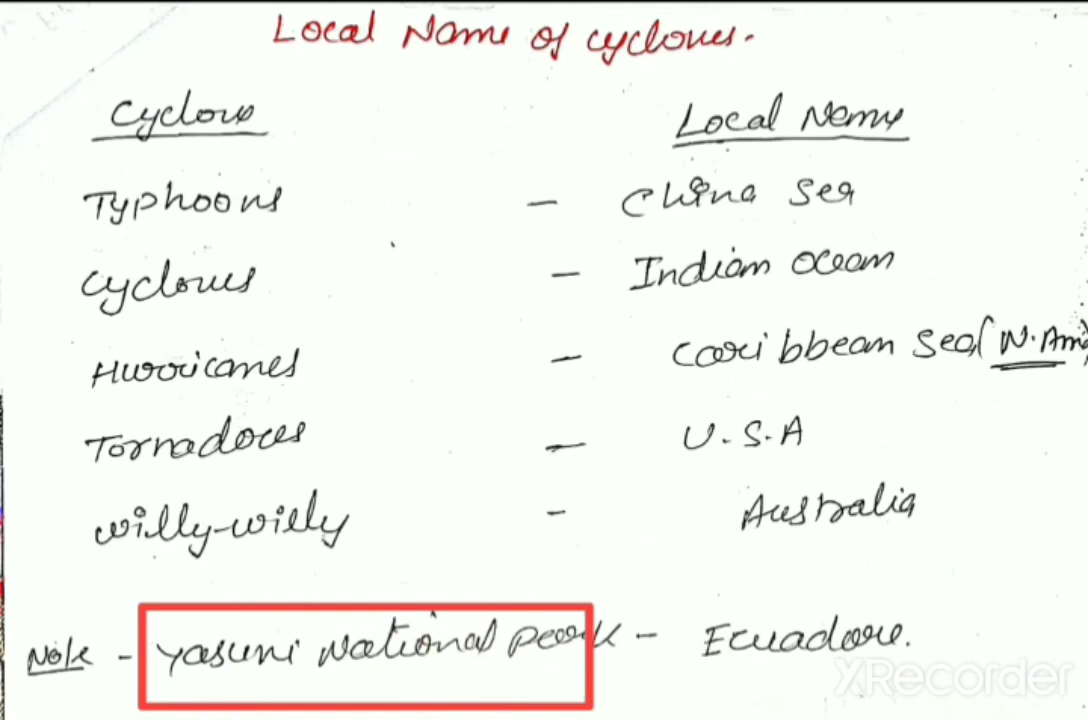 Local Name of cyclones.
Cyclone Local Name
Typhoons - China Sea
Cyclones - Indian Ocean
Hurricanes - Caribbean Sea (N.Am
Tornadoes - U.S.A
Willy-willy - Australia
Note - Yasuni National Park - Ecuadore.
XRecorder